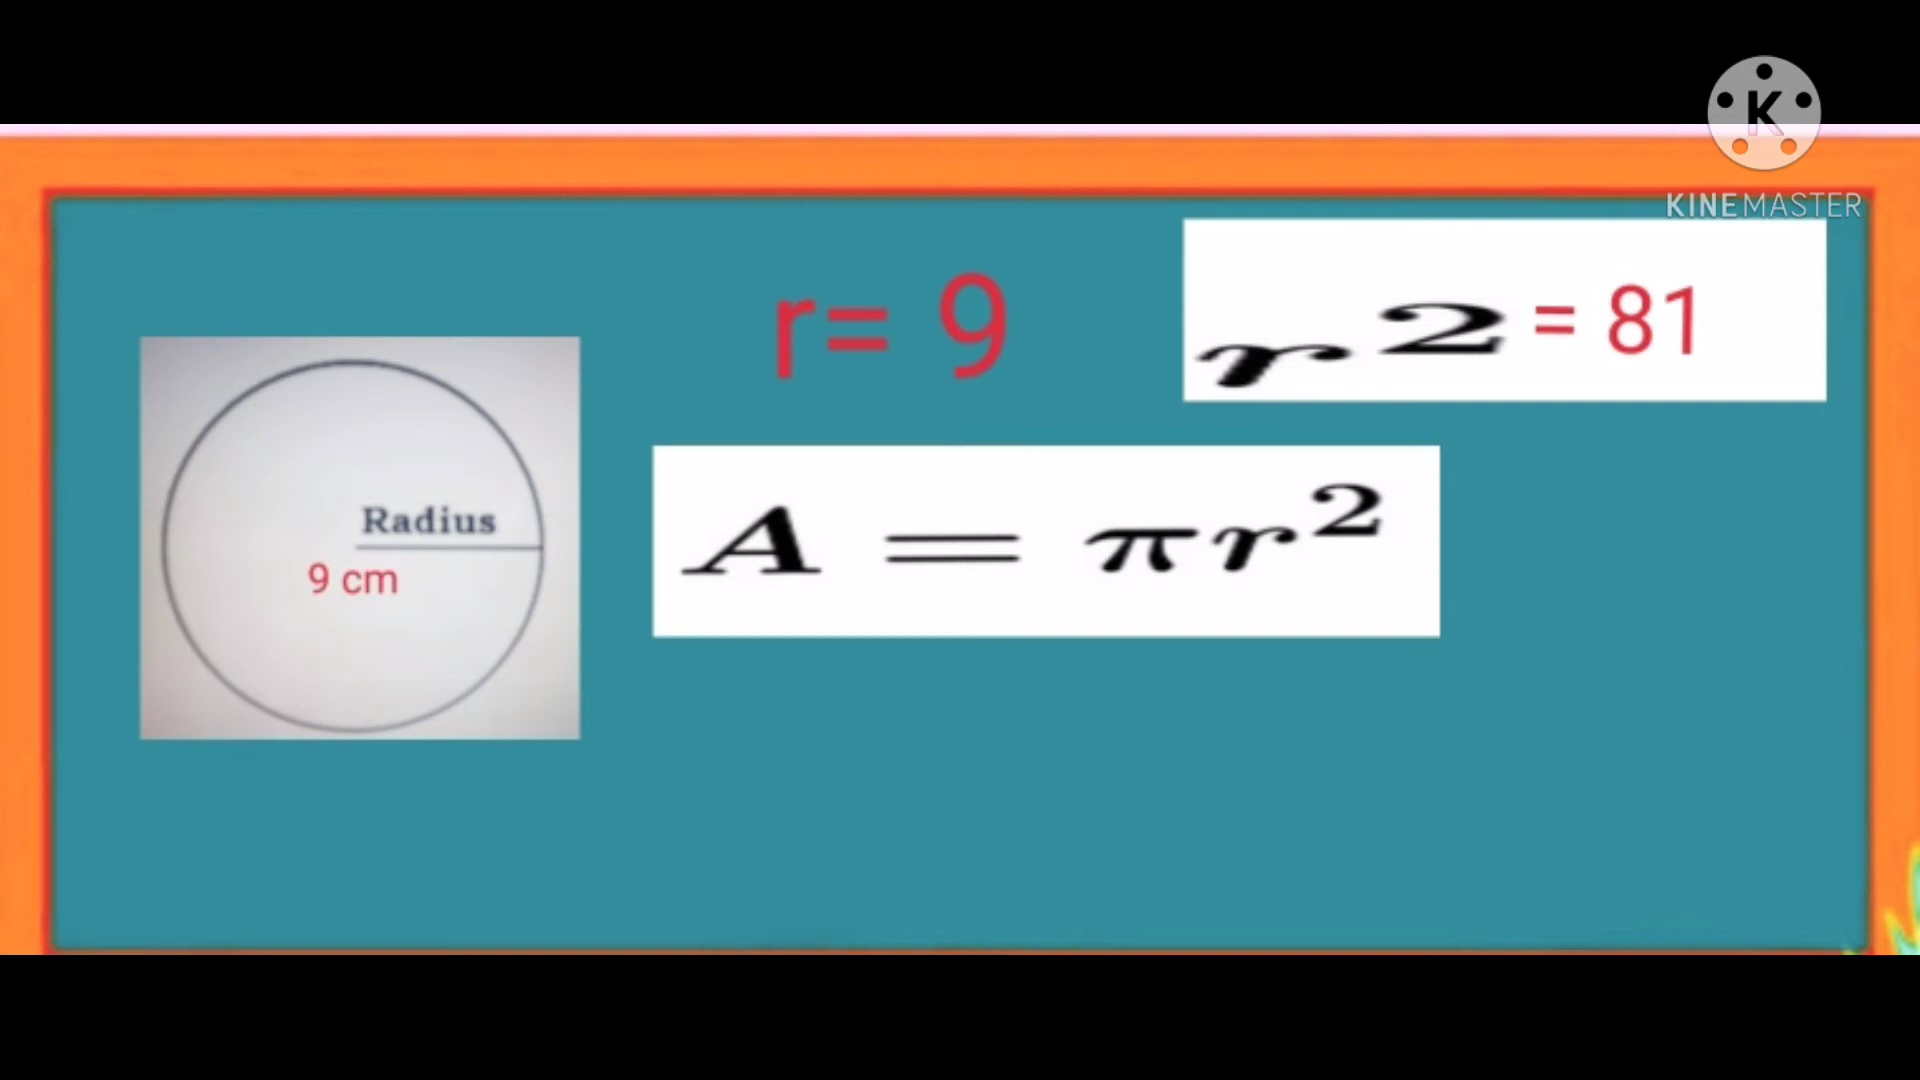 K
KINEMASTER
r= 9
r2 = 81
Radius
9 cm
A = πr²